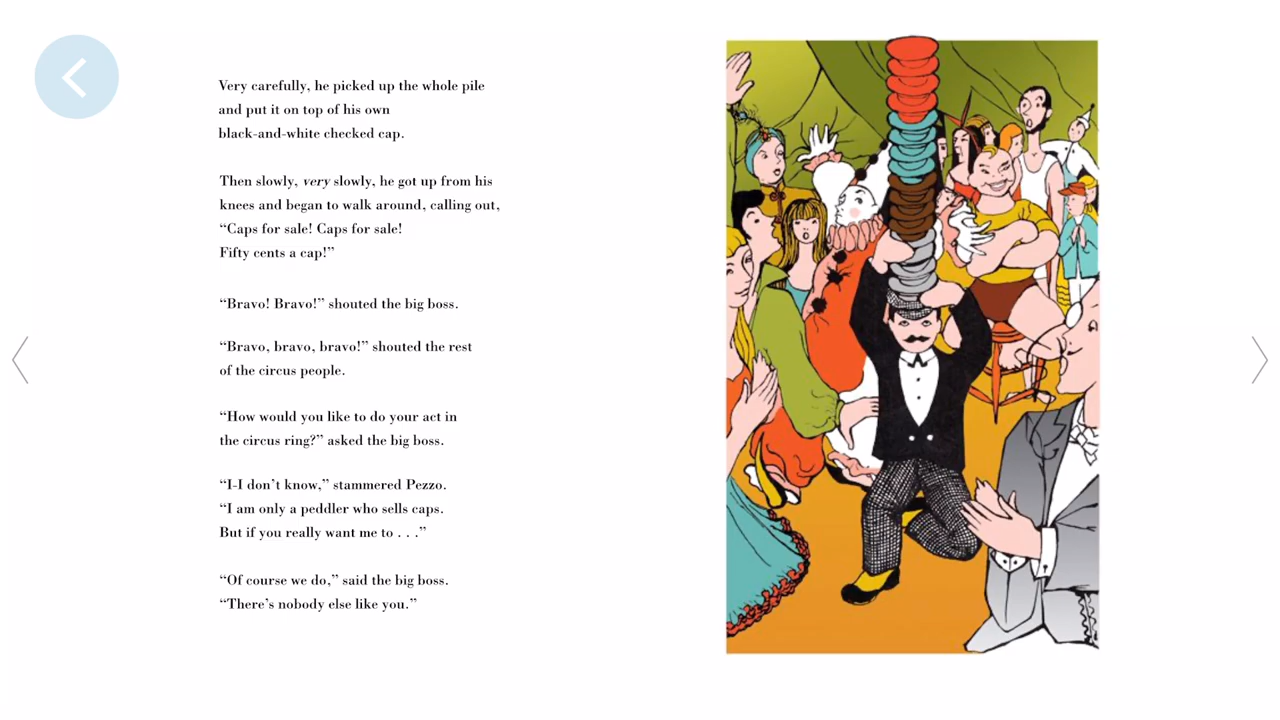 Very carefully, he picked up the whole pile
and put it on top of his own
black-and-white checked cap.
Then slowly, very slowly, he got up from his
knees and began to walk around, calling out,
“Caps for sale! Caps for sale!
Fifty cents a cap!”
“Bravo! Bravo!” shouted the big boss.
“Bravo, bravo, bravo!” shouted the rest
of the circus people.
“How would you like to do your act in
the circus ring?” asked the big boss.
“I-I don’t know,” stammered Pezzo.
“I am only a peddler who sells caps.
But if you really want me to . . .”
“Of course we do,” said the big boss.
“There’s nobody else like you.”